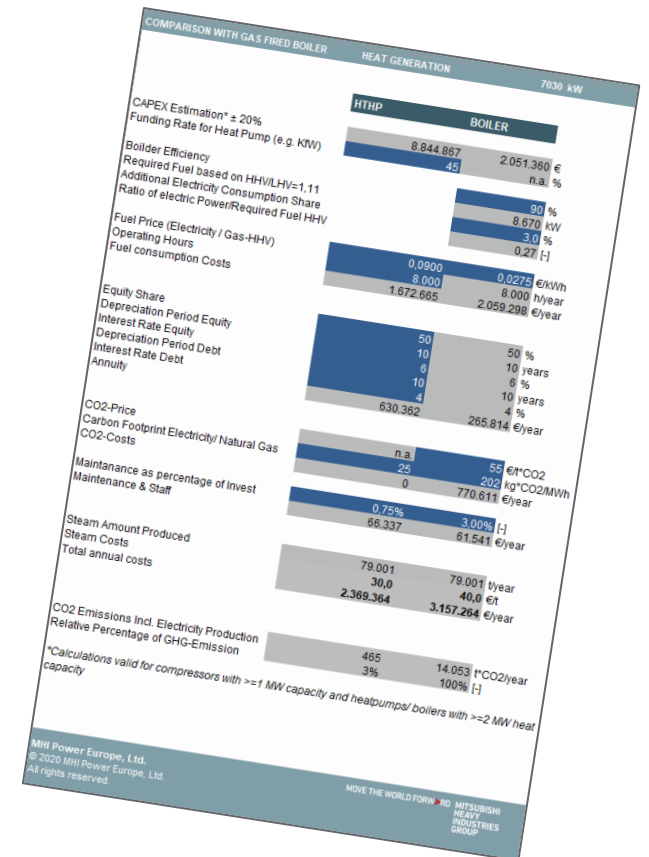 COMPARISON WITH GAS FIRED BOILER HEAT GENERATION 7030 kW
HTHP BOILER
CAPEX Estimation* ± 20% 8.844.867 2.051.360 €
Funding Rate for Heat Pump (e.g. KfW) 45 n.a. %
Boilder Efficiency 90 %
Required Fuel based on HHV/LHV=1,11 8.670 kW
Additional Electricity Consumption Share 3,0 %
Ratio of electric Power/Required Fuel HHV 0,27 [-]
Fuel Price (Electricity / Gas-HHV) 0,0900 0,0275 €/kWh
Operating Hours 8.000 8.000 h/year
Fuel consumption Costs 1.672.665 2.059.298 €/year
Equity Share 50 50 %
Depreciation Period Equity 10 10 years
Interest Rate Equity 6 6 %
Depreciation Period Debt 10 10 years
Interest Rate Debt 4 4 %
Annuity 630.362 265.814 €/year
CO2-Price n.a. 55 €/t*CO2
Carbon Footprint Electricity/ Natural Gas 25 202 kg*CO2/MWh
CO2-Costs 0 770.611 €/year
Maintanance as percentage of Invest 0,75% 3,00% [-]
Maintenance & Staff 66.337 61.541 €/year
Steam Amount Produced 79.001 79.001 t/year
Steam Costs 30,0 40,0 €/t
Total annual costs 2.369.364 3.157.264 €/year
CO2 Emissions Incl. Electricity Production 465 14.053 t*CO2/year
Relative Percentage of GHG-Emission 3% 100% [-]
*Calculations valid for compressors with >=1 MW capacity and heatpumps/ boilers with >=2 MW heat
capacity
MHI Power Europe, Ltd.
© 2020 MHI Power Europe, Ltd.
All rights reserved.
MOVE THE WORLD FORW➤RD MITSUBISHI
HEAVY
INDUSTRIES
GROUP